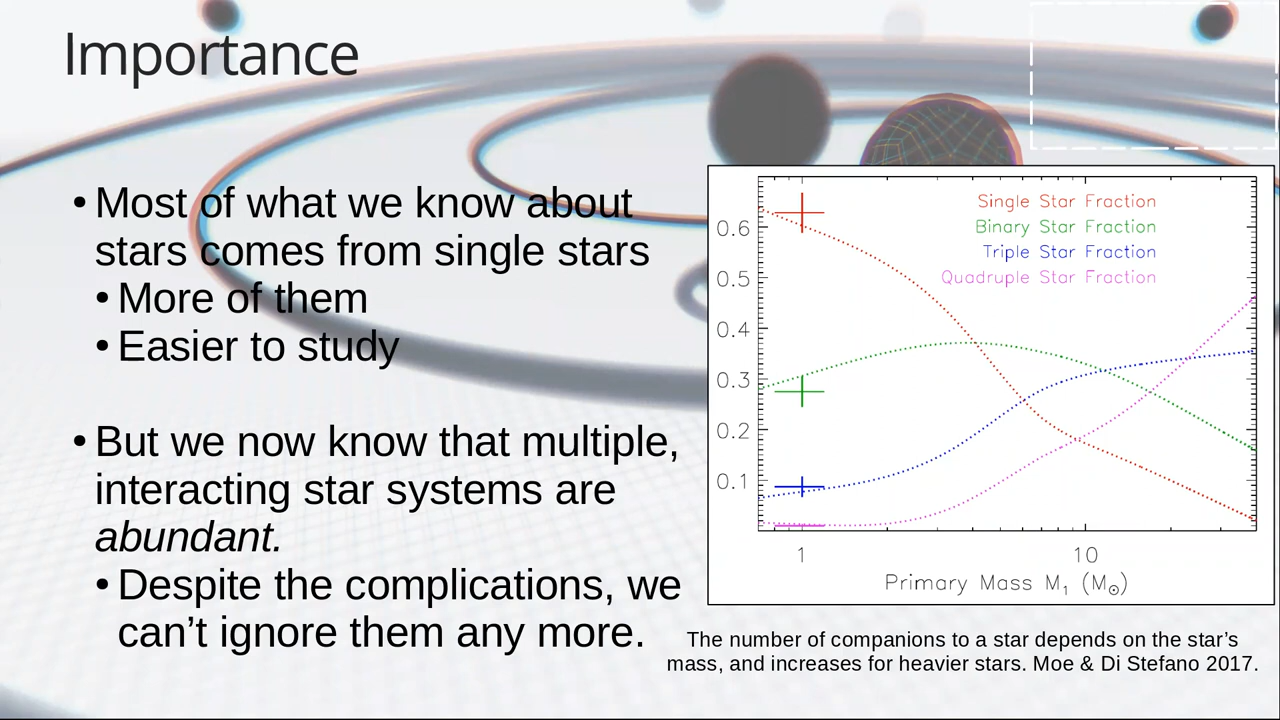 Importance
• Most of what we know about
stars comes from single stars
• More of them
• Easier to study
• But we now know that multiple,
interacting star systems are
abundant.
• Despite the complications, we
can’t ignore them any more.
Single Star Fraction
Binary Star Fraction
Triple Star Fraction
Quadruple Star Fraction
0.6
0.5
0.4
0.3
0.2
0.1
1 10
Primary Mass M₁ (M☉)
The number of companions to a star depends on the star’s
mass, and increases for heavier stars. Moe & Di Stefano 2017.